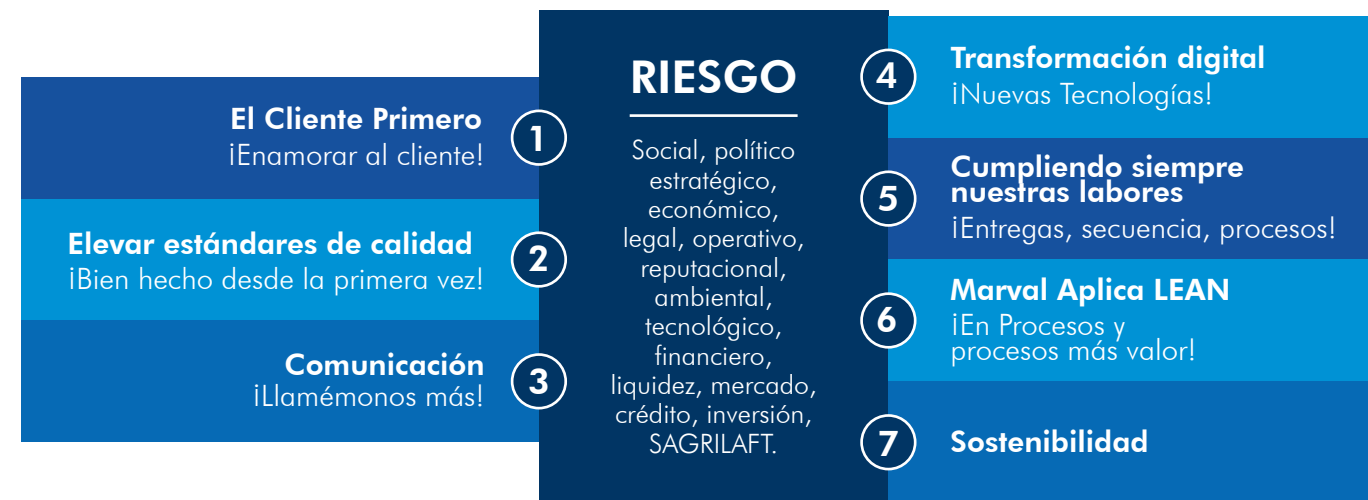 El Cliente Primero
¡Enamorar al cliente!
1
Elevar estándares de calidad
¡Bien hecho desde la primera vez!
2
Comunicación
¡Llamémonos más!
3
RIESGO
Social, político
estratégico,
económico,
legal, operativo,
reputacional,
ambiental,
tecnológico,
financiero,
liquidez, mercado,
crédito, inversión,
SAGRILAFT.
4
Transformación digital
¡Nuevas Tecnologías!
5
Cumpliendo siempre
nuestras labores
¡Entregas, secuencia, procesos!
6
Marval Aplica LEAN
¡En Procesos y
procesos más valor!
7
Sostenibilidad